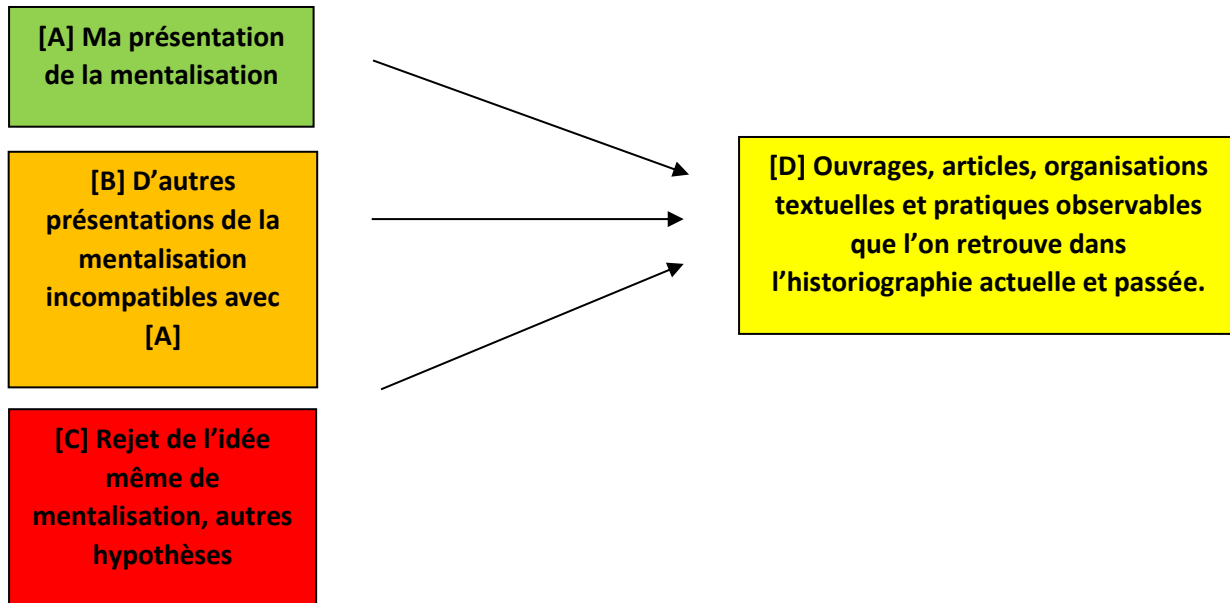 [A] Ma présentation
de la mentalisation
[B] D’autres
présentations de la
mentalisation
incompatibles avec
[A]
[C] Rejet de l’idée
même de
mentalisation, autres
hypothèses
[D] Ouvrages, articles, organisations
textuelles et pratiques observables
que l’on retrouve dans
l’historiographie actuelle et passée.